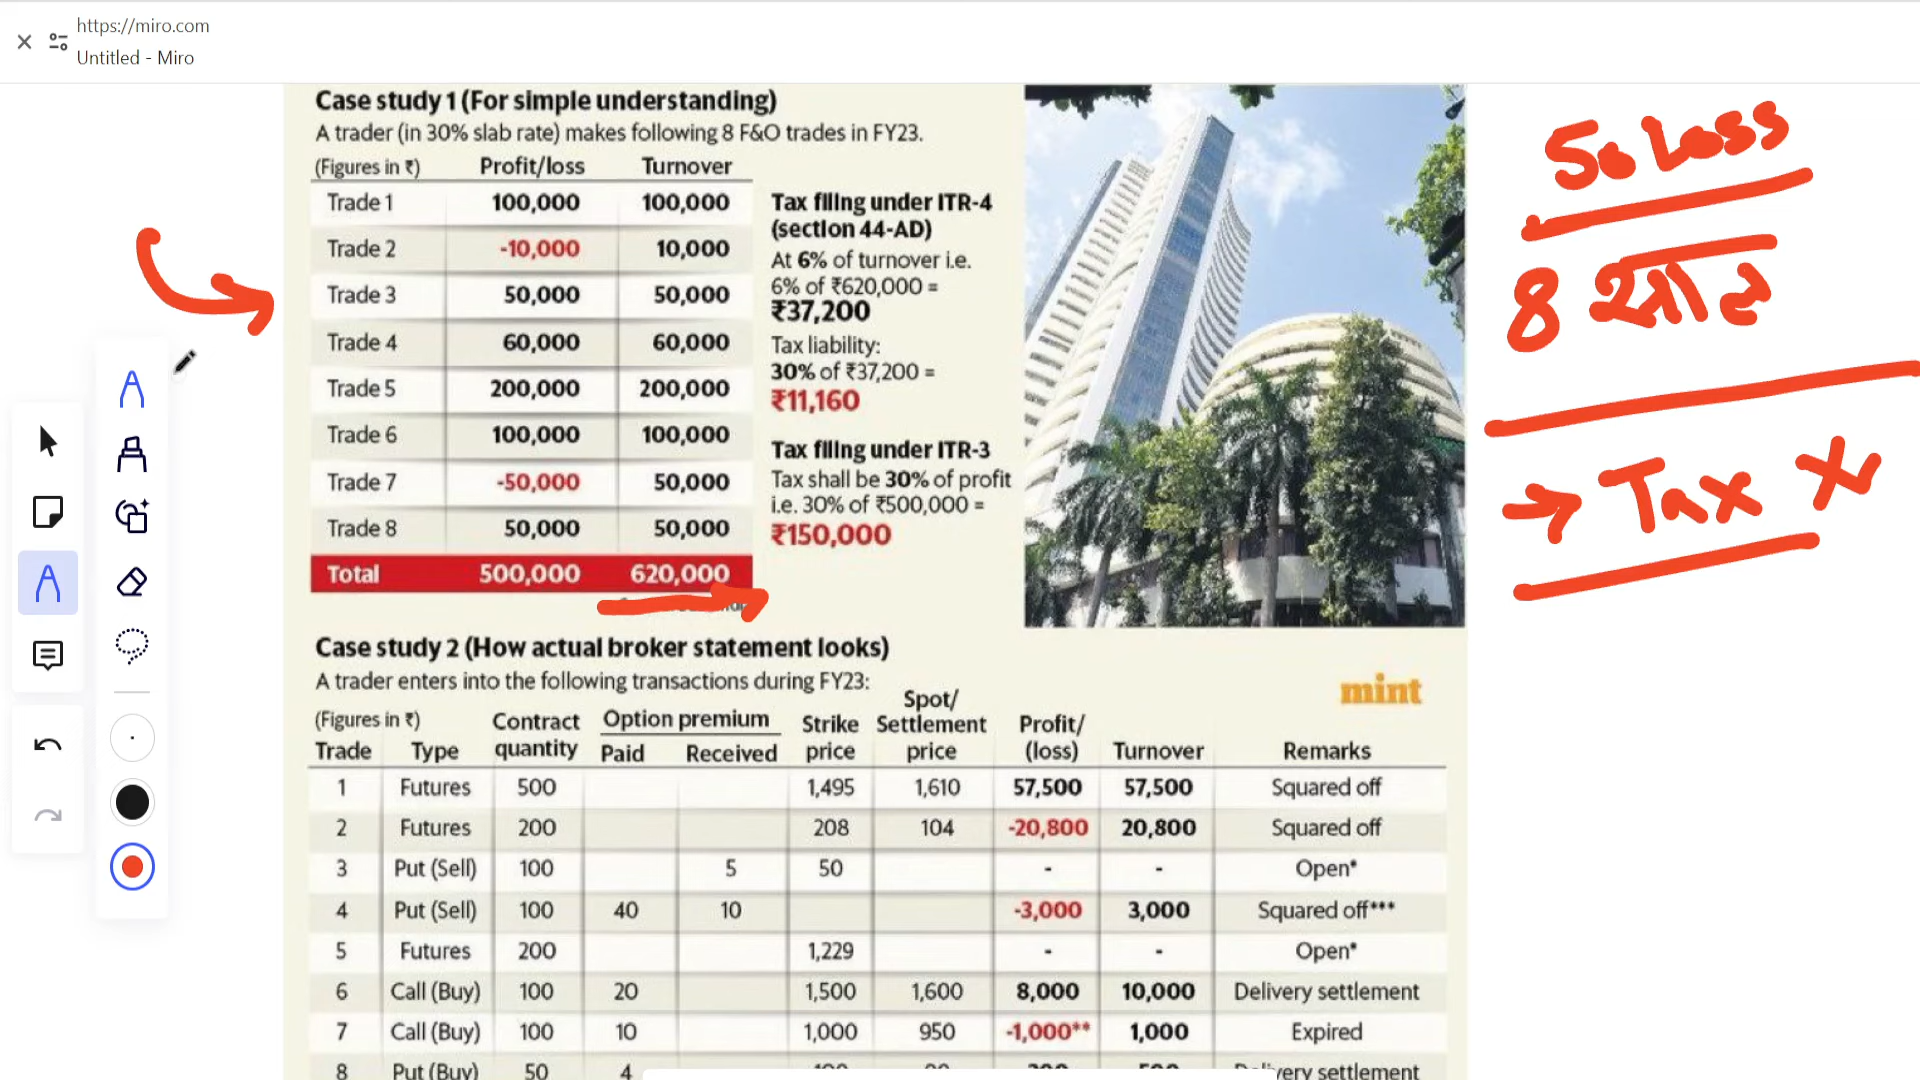 https://miro.com
Untitled - Miro
Case study 1 (For simple understanding)
A trader (in 30% slab rate) makes following 8 F&O trades in FY23.
(Figures in ₹) Profit/loss Turnover
Trade 1 100,000 100,000
Trade 2 -10,000 10,000
Trade 3 50,000 50,000
Trade 4 60,000 60,000
Trade 5 200,000 200,000
Trade 6 100,000 100,000
Trade 7 -50,000 50,000
Trade 8 50,000 50,000
Total 500,000 620,000
Tax filing under ITR-4
(section 44-AD)
At 6% of turnover i.e.
6% of ₹620,000 =
₹37,200
Tax liability:
30% of ₹37,200 =
₹11,160
Tax filing under ITR-3
Tax shall be 30% of profit
i.e. 30% of ₹500,000 =
₹150,000
50 Loss
8
→ Tax X
Case study 2 (How actual broker statement looks)
A trader enters into the following transactions during FY23:
mint
(Figures in ₹) Contract Option premium Strike Spot/ Settlement Profit/
Trade Type quantity Paid Received price price (loss) Turnover Remarks
1 Futures 500 1,495 1,610 57,500 57,500 Squared off
2 Futures 200 208 104 -20,800 20,800 Squared off
3 Put (Sell) 100 5 50 - - Open*
4 Put (Sell) 100 40 10 -3,000 3,000 Squared off***
5 Futures 200 1,229 - - Open*
6 Call (Buy) 100 20 1,500 1,600 8,000 10,000 Delivery settlement
7 Call (Buy) 100 10 1,000 950 -1,000** 1,000 Expired
8 Put (Buy) 50 4 settlement